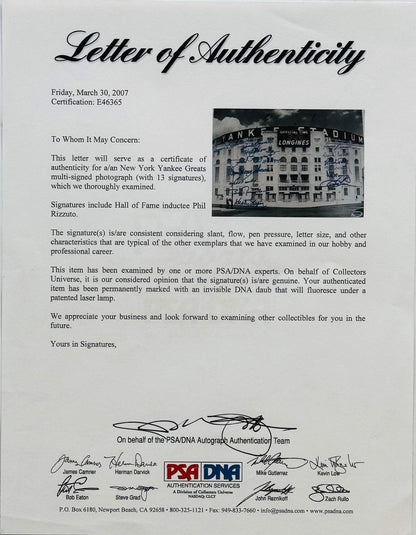 Letter of Authenticity
Friday, March 30, 2007
Certification: E46365
To Whom It May Concern:
This letter will serve as a certificate of
authenticity for a/an New York Yankee Greats
multi-signed photograph (with 13 signatures),
which we thoroughly examined.
Signatures include Hall of Fame inductee Phil
Rizzuto.
YANK
STADIUM
OFFICIAL TIME
LONGINES
The signature(s) is/are consistent considering slant, flow, pen pressure, letter size, and other
characteristics that are typical of the other exemplars that we have examined in our hobby and
professional career.
This item has been examined by one or more PSA/DNA experts. On behalf of Collectors
Universe, it is our considered opinion that the signature(s) is/are genuine. Your authenticated
item has been permanently marked with an invisible DNA daub that will fluoresce under a
patented laser lamp.
We appreciate your business and look forward to examining other collectibles for you in the
future.
Yours in Signatures,
On behalf of the PSA/DNA Autograph Authentication Team
James Camner
Herman Darvick
Mike Gutierrez
Kevin Low
Bob Eaton
Steve Grad
John Reznikoff
Zach Rullo
PSA DNA
AUTHENTICATION SERVICES
A Division of Collectors Universe
NASDAQ: CLCT
P.O. Box 6180, Newport Beach, CA 92658 • 800-325-1121 • Fax: 949-833-7660 • info@psadna.com • www.psadna.com